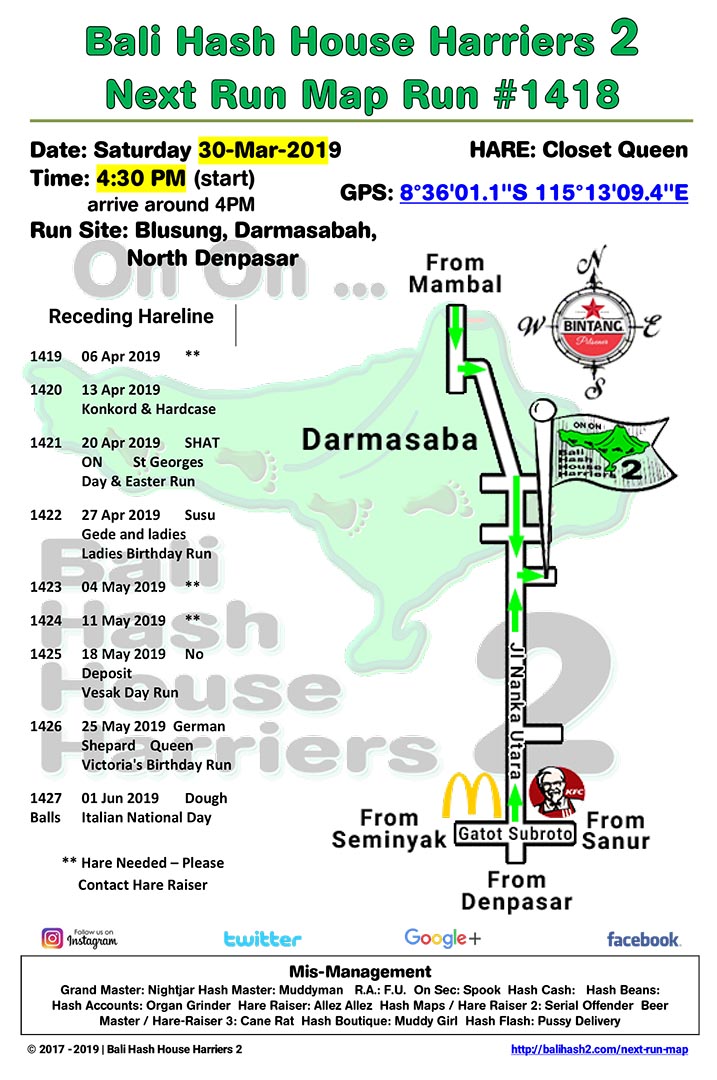 Bali Hash House Harriers 2
Next Run Map Run #1418
Date: Saturday 30-Mar-2019
HARE: Closet Queen
Time: 4:30 PM (start)
arrive around 4PM
GPS: 8°36'01.1"S 115°13'09.4"E
Run Site: Blusung, Darmasabah,
North Denpasar
On On ...
Receding Hareline
1419 06 Apr 2019 **
1420 13 Apr 2019
Konkord & Hardcase
1421 20 Apr 2019 SHAT
ON St Georges
Day & Easter Run
1422 27 Apr 2019 Susu
Gede and ladies
Ladies Birthday Run
1423 04 May 2019 **
1424 11 May 2019 **
1425 18 May 2019 No
Deposit
Vesak Day Run
1426 25 May 2019 German
Shepard Queen
Victoria's Birthday Run
1427 01 Jun 2019 Dough
Balls Italian National Day
** Hare Needed – Please
Contact Hare Raiser
Bali
Hash
House
Harriers 2
From
Mambal
N
W
BINTANG
Pilsener
E
S
Darmasaba
ON ON
Bali
Hash
House
Harriers 2
Jl Nanka Utara
KFC
From
Seminyak
Gatot Subroto
From
Sanur
From
Denpasar
Follow us on
Instagram
twitter
Google+
facebook.
Mis-Management
Grand Master: Nightjar Hash Master: Muddyman R.A.: F.U. On Sec: Spook Hash Cash: Hash Beans:
Hash Accounts: Organ Grinder Hare Raiser: Allez Allez Hash Maps / Hare Raiser 2: Serial Offender Beer
Master / Hare-Raiser 3: Cane Rat Hash Boutique: Muddy Girl Hash Flash: Pussy Delivery
© 2017 - 2019 | Bali Hash House Harriers 2
http://balihash2.com/next-run-map